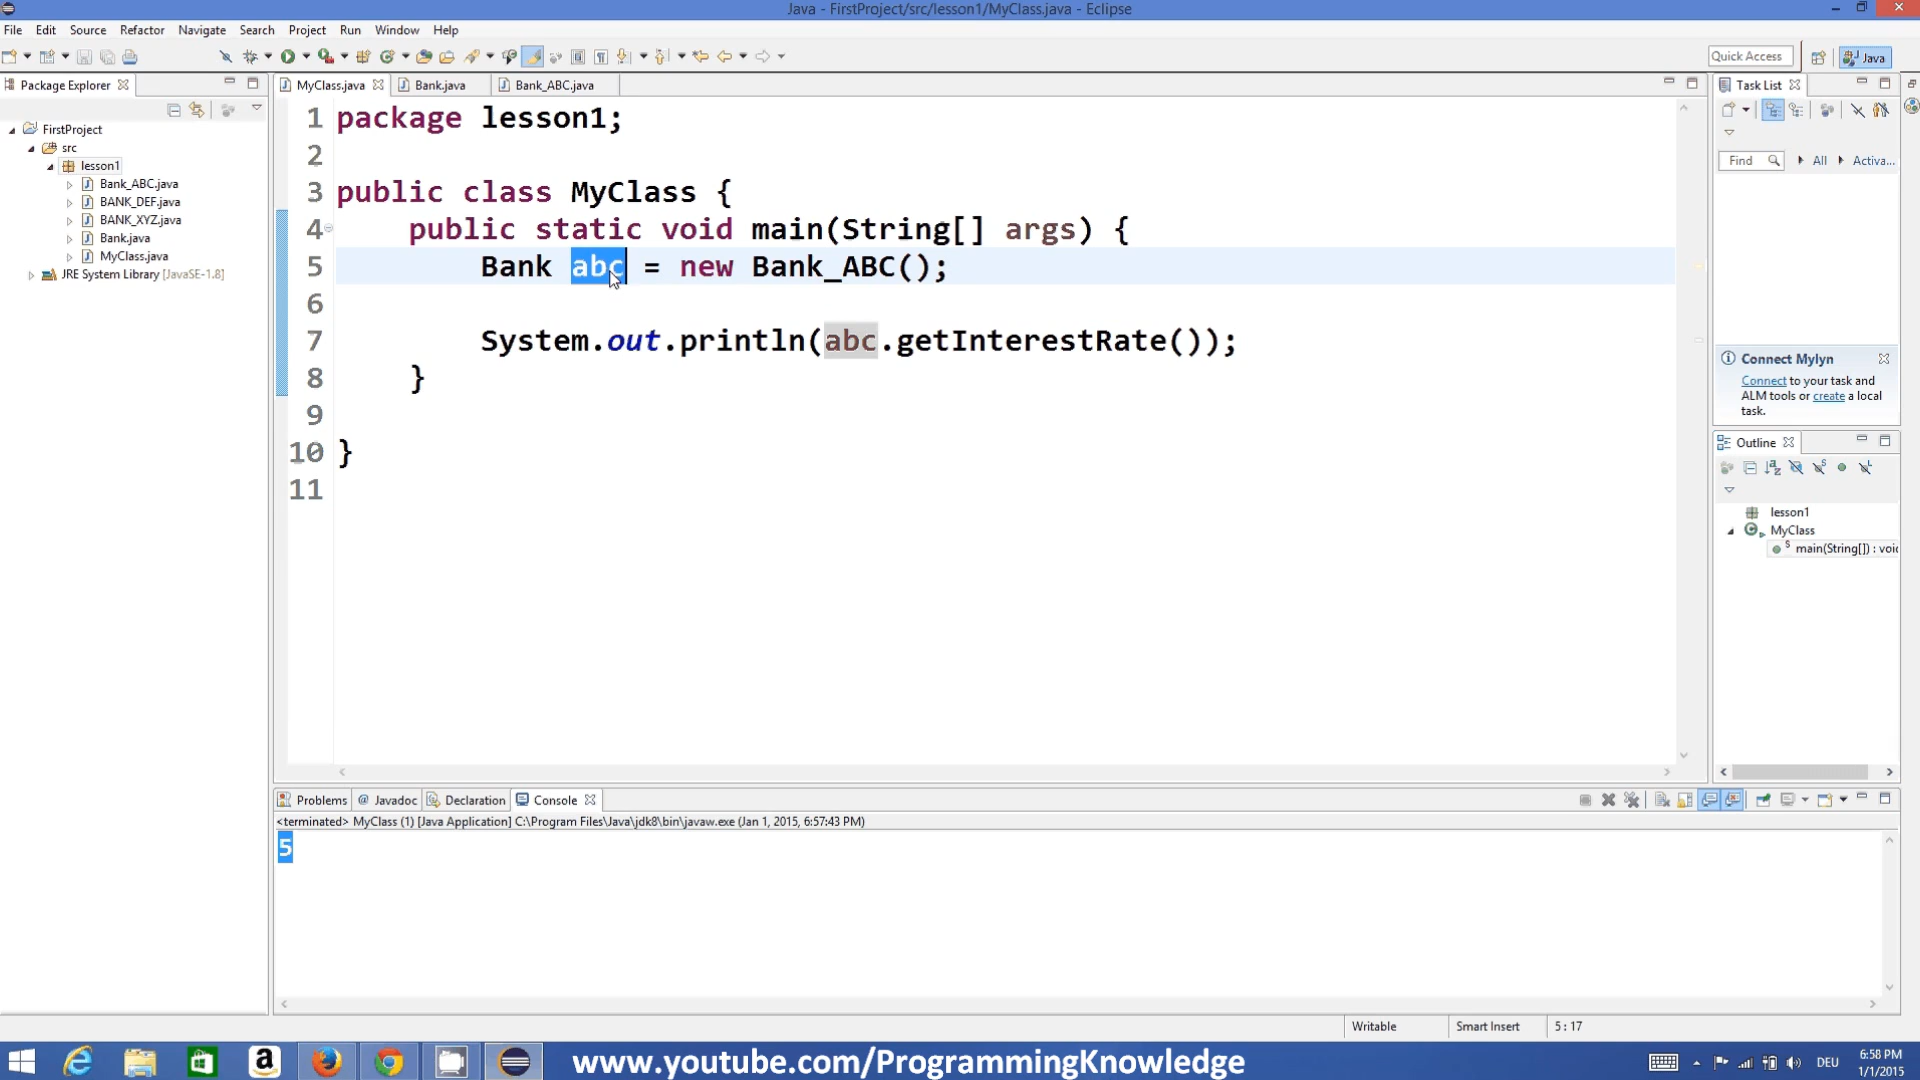 Java - FirstProject/src/lesson1/MyClass.java - Eclipse
File Edit Source Refactor Navigate Search Project Run Window Help
Quick Access Java
Package Explorer
MyClass.java Bank.java Bank_ABC.java
Task List
FirstProject
src
lesson1
Bank_ABC.java
BANK_DEF.java
BANK_XYZ.java
Bank.java
MyClass.java
JRE System Library [JavaSE-1.8]
1 package lesson1;
2
3 public class MyClass {
4 public static void main(String[] args) {
5 Bank abc = new Bank_ABC();
6
7 System.out.println(abc.getInterestRate());
8 }
9
10 }
11
Find All Activa...
Connect Mylyn
Connect to your task and
ALM tools or create a local
task.
Outline
lesson1
MyClass
main(String[]) : voi
Problems @ Javadoc Declaration Console
<terminated> MyClass (1) [Java Application] C:\Program Files\Java\jdk8\bin\javaw.exe (Jan 1, 2015, 6:57:43 PM)
5
Writable Smart Insert 5 : 17
www.youtube.com/ProgrammingKnowledge
DEU
6:58 PM
1/1/2015